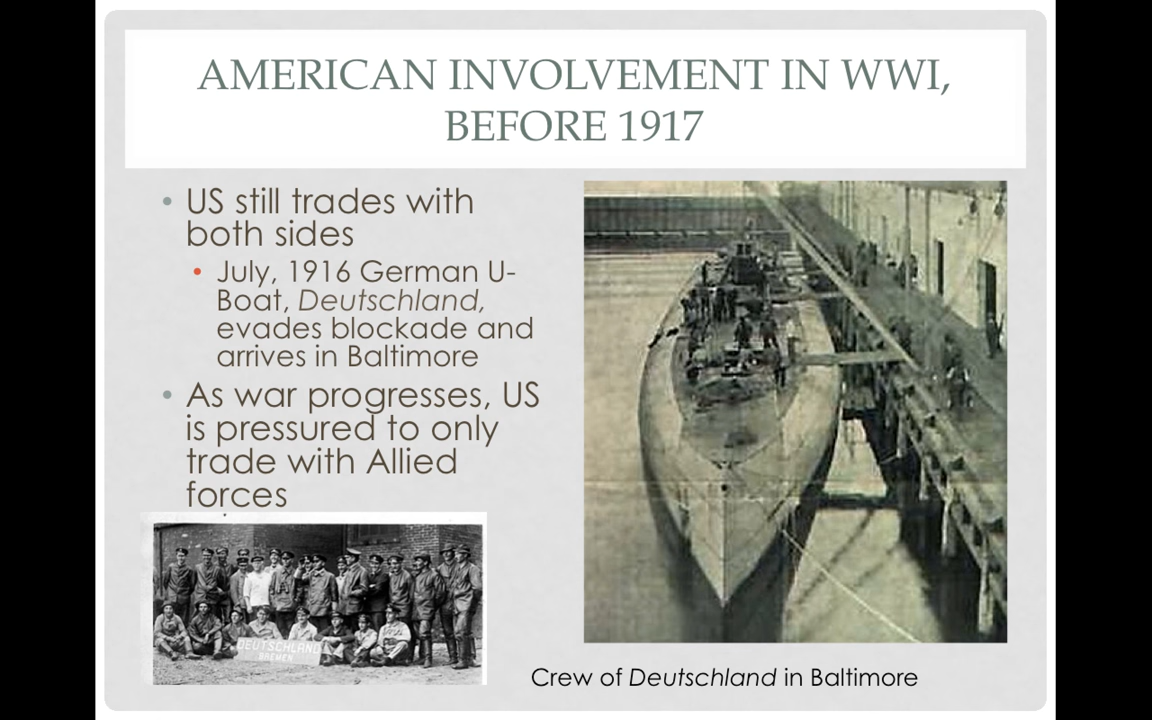 AMERICAN INVOLVEMENT IN WWI,
BEFORE 1917
• US still trades with
both sides
• July, 1916 German U-
Boat, Deutschland,
evades blockade and
arrives in Baltimore
• As war progresses, US
is pressured to only
trade with Allied
forces
DEUTSCHLAND
BREMEN
Crew of Deutschland in Baltimore